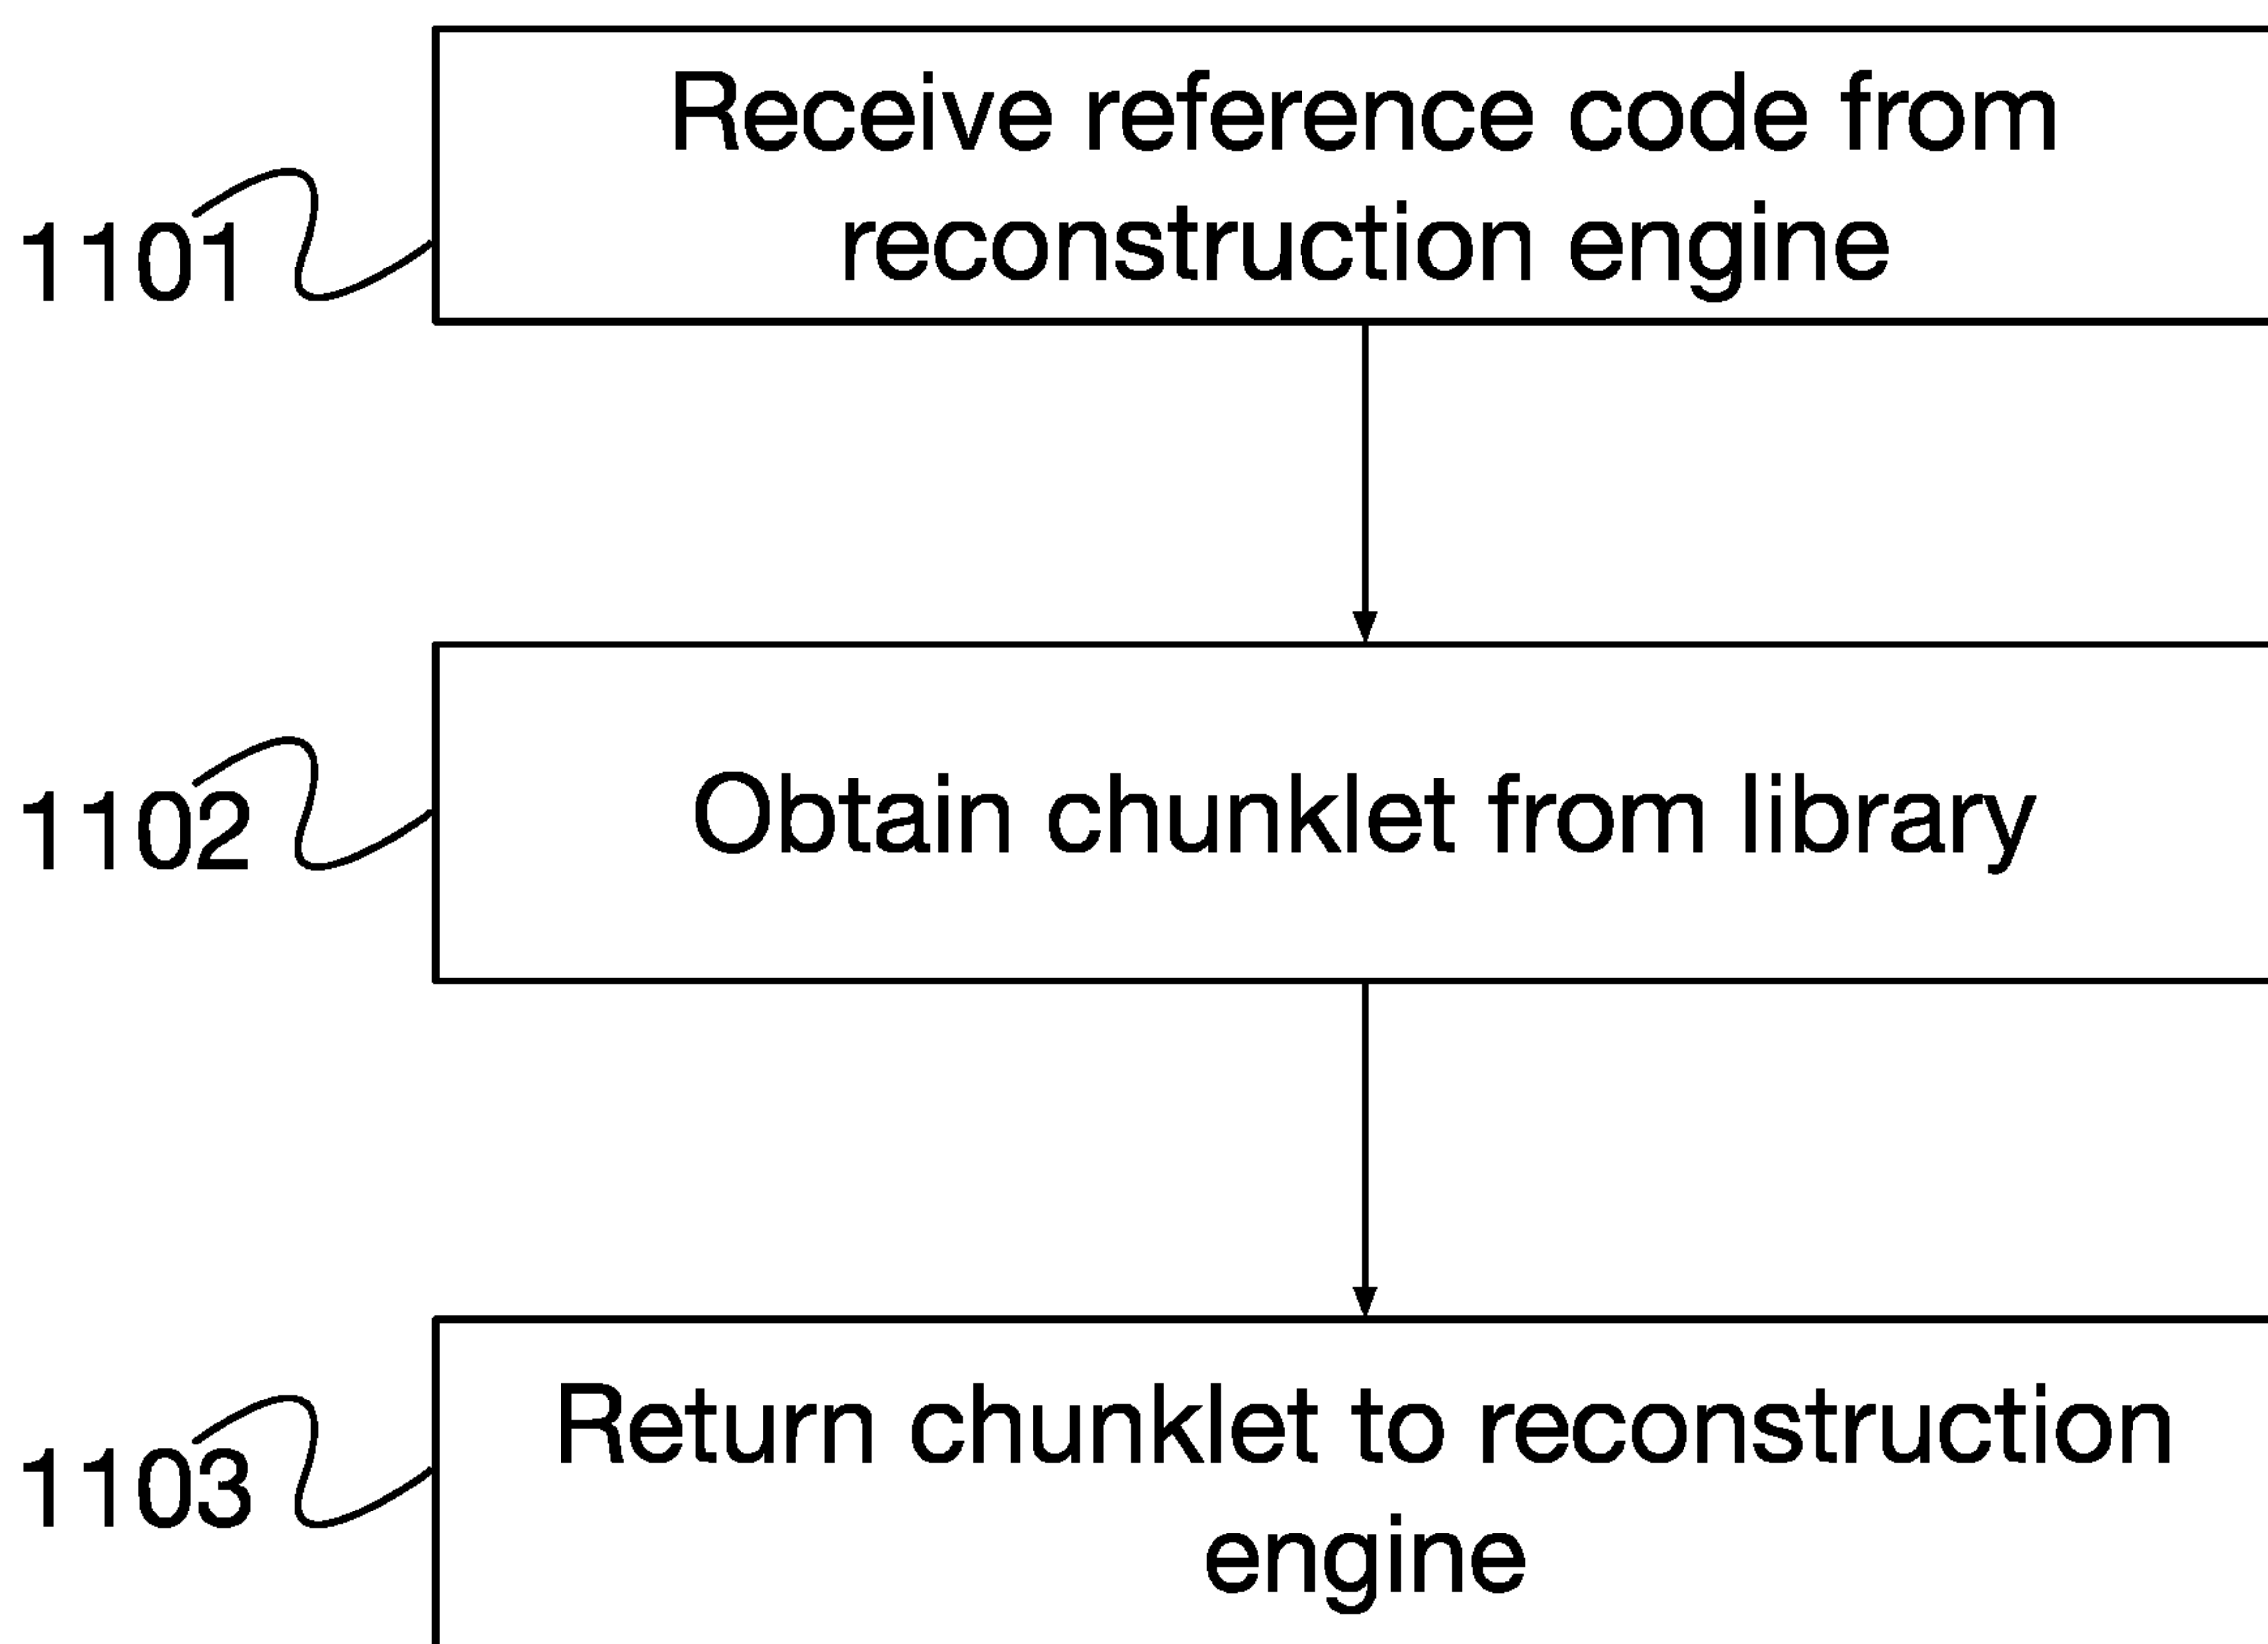 Receive reference code from
reconstruction engine
1101
Obtain chunklet from library
1102
Return chunklet to reconstruction
engine
1103